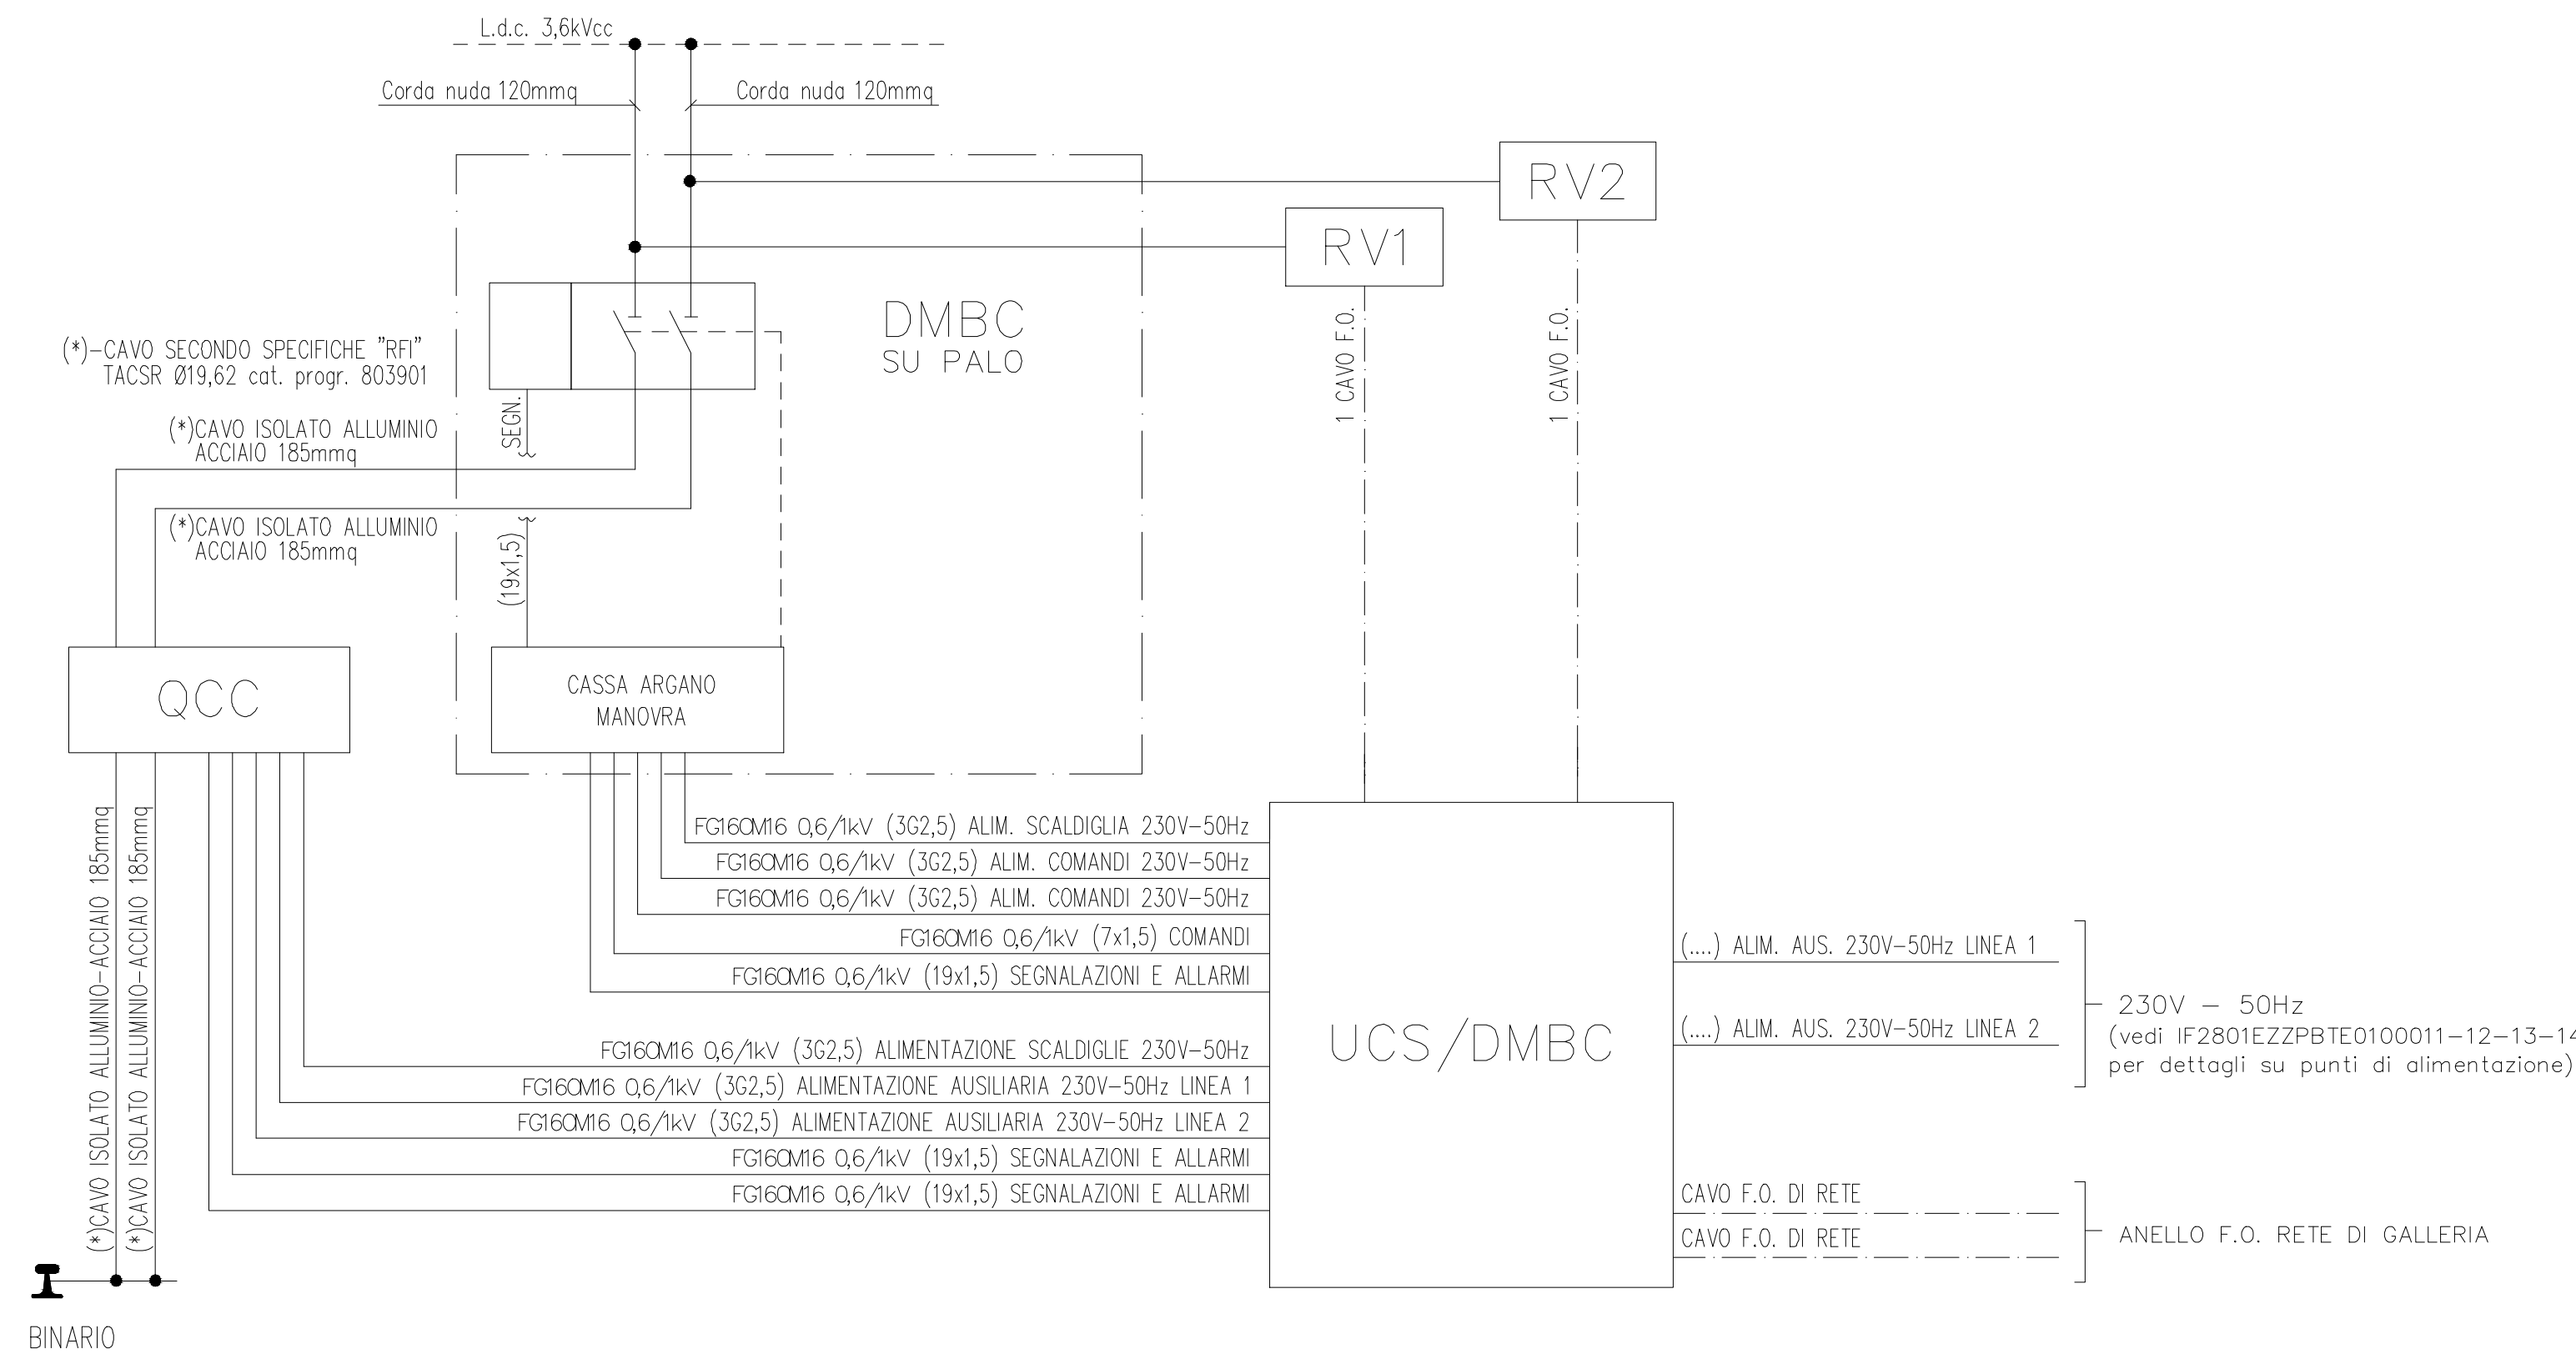 L.d.c. 3,6kVcc
Corda nuda 120mmq
Corda nuda 120mmq
RV2
RV1
DMBC
SU PALO
1 CAVO F.O.
1 CAVO F.O.
(*)-CAVO SECONDO SPECIFICHE "RFI"
TACSR Ø19,62 cat. progr. 803901
(*)CAVO ISOLATO ALLUMINIO
ACCIAIO 185mmq
SEGN.
(*)CAVO ISOLATO ALLUMINIO
ACCIAIO 185mmq
(19x1,5)
QCC
CASSA ARGANO
MANOVRA
(*)CAVO ISOLATO ALLUMINIO-ACCIAIO 185mmq
(*)CAVO ISOLATO ALLUMINIO-ACCIAIO 185mmq
FG16OM16 0,6/1kV (3G2,5) ALIM. SCALDIGLIA 230V-50Hz
FG16OM16 0,6/1kV (3G2,5) ALIM. COMANDI 230V-50Hz
FG16OM16 0,6/1kV (3G2,5) ALIM. COMANDI 230V-50Hz
FG16OM16 0,6/1kV (7x1,5) COMANDI
FG16OM16 0,6/1kV (19x1,5) SEGNALAZIONI E ALLARMI
FG16OM16 0,6/1kV (3G2,5) ALIMENTAZIONE SCALDIGLIE 230V-50Hz
FG16OM16 0,6/1kV (3G2,5) ALIMENTAZIONE AUSILIARIA 230V-50Hz LINEA 1
FG16OM16 0,6/1kV (3G2,5) ALIMENTAZIONE AUSILIARIA 230V-50Hz LINEA 2
FG16OM16 0,6/1kV (19x1,5) SEGNALAZIONI E ALLARMI
FG16OM16 0,6/1kV (19x1,5) SEGNALAZIONI E ALLARMI
UCS/DMBC
(....) ALIM. AUS. 230V-50Hz LINEA 1
(....) ALIM. AUS. 230V-50Hz LINEA 2
230V - 50Hz
(vedi IF2801EZZPBTE0100011-12-13-14
per dettagli su punti di alimentazione)
CAVO F.O. DI RETE
CAVO F.O. DI RETE
ANELLO F.O. RETE DI GALLERIA
BINARIO